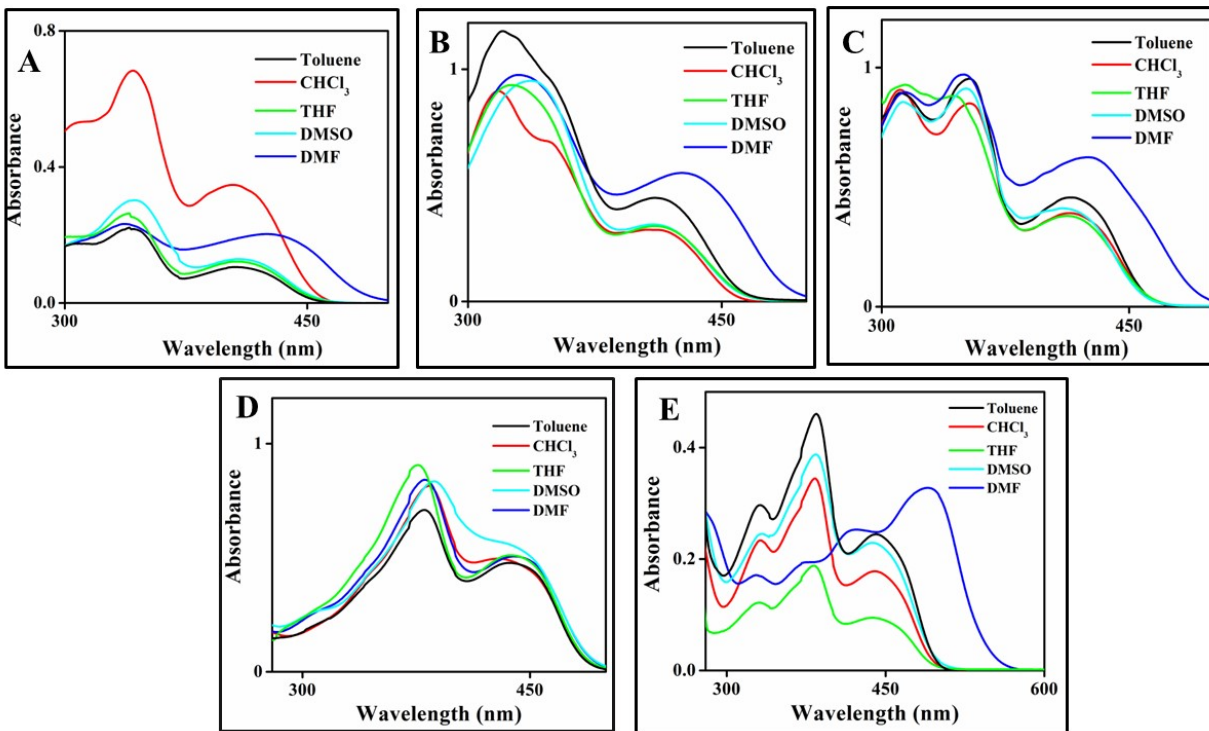 A
0.8
0.4
0.0
300
450
Absorbance
Wavelength (nm)
Toluene
CHCl₃
THF
DMSO
DMF
B
1
1
300
450
Absorbance
Wavelength (nm)
Toluene
CHCl₃
THF
DMSO
DMF
C
1
0
300
450
Absorbance
Wavelength (nm)
Toluene
CHCl₃
THF
DMSO
DMF
D
1
0
300
450
Absorbance
Wavelength (nm)
Toluene
CHCl₃
THF
DMSO
DMF
E
0.4
0.2
0.0
300
450
600
Absorbance
Wavelength (nm)
Toluene
CHCl₃
THF
DMSO
DMF